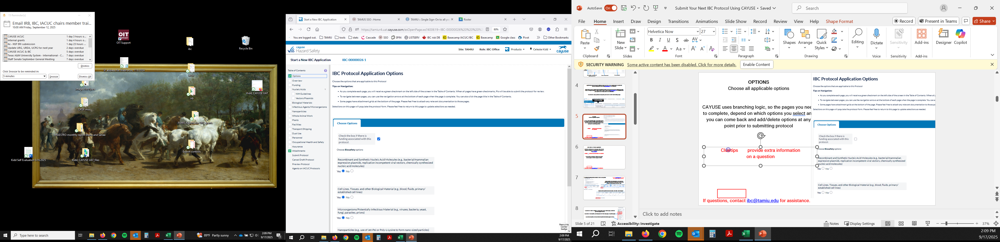 15 Reminder(s)
Email IRB, IBC, IACUC chairs member trai...
10:00 AM Friday, September 12, 2025
CAYUSE IACUC 1 day 3 hours o...
internal grants 1 day 4 hours o...
Ke - NSF ERI submission 1 day 23 hours ...
Update URG, URDA, UCPG for next year 2 days overdue
CAYUSE IACUC & IBC 5 days overdue
Texas A&M University System - International - C... 7 days overdue
Staff Senate September General Meeting 7 days overdue
Dismiss
Click Snooze to be reminded in:
5 minutes
Snooze
Dismiss All
OIT
SUPPORT
OIT Support
ibc
Recycle Bin
IP address for WebFocus, 11.8.2024
iacuc
images for flyers
Kidd, CAYUSE UAT
irb
ORSP misc
FAMIS Reports for URC grants
MAESTRO monthly report Marta and Sanaa
Export controls
Kidd Self Evaluation 9.16.2025
Kidd, CAYUSE UAT_files
Type here to search
89°F Partly sunny
2:09 PM
9/17/2025
3
Start a New IBC Application
TAMUS SSO : Home
TAMIU :: Single Sign-On to all yo
Roster
https://tamiur4.uat.cayuse.com/esOpenPage.wc?400619~IBC-00000026%20%20%20%
80%
You are logged out.
TAMIU
tools
stats
Cascade
SSO
SPIN
LISTSERV
IBC risk DB
Basecamp IACUC/IBC
Basecamp
Google class
Pivot
Other Bookmarks
cayuse
Hazard Safety
Site: TAMIU
Role: IBC Office
Products
Celeste Kidd
cayuse
Start a New IBC Application
IBC-00000026 1
Table of Contents
Options
Overview
Funding
Nucleic Acids
NIH Guidelines
Vectors/Plasmids
Biological Materials
Infectious Agents/Microorganisms
Nanoparticles
Whole Animal Work
Plants
Facilities
Transport/Shipping
Dual Use
Personnel
Occupational Health and Safety
Assurance
Attachments
Submit Protocol
Cancel Draft Protocol
Preview Protocol
Agents on IACUC Protocols
IBC Protocol Application Options
Choose the options that are applicable to this Protocol
Tips on Navigation:
• As you complete each page, you will receive a green checkmark on the left side of the screen in the Table of Contents. When all pages have green checkmarks, PIs will be able to submit the protocol for review.
• To navigate between pages, you can use the navigation arrows at the bottom of each page when the page is complete. You can also click the page title in the Table of Contents.
• Some pages have attachment grids at the bottom of the page. Please feel free to attach any relevant documentation to those pages.
Selections on this page will populate the protocol form. Please feel free to return to this page to update selections as needed.
Choose Options
Check the box if there is
funding associated with this
protocol.
Choose Biosafety options
Recombinant and Synthetic Nucleic Acid Molecules (e.g., bacterial/mammalian
expression plasmids, replication incompetent viral vectors, chemically synthesized
nucleic acid molecules)
Yes No
Cell Lines, Tissues, and other Biological Material (e.g., blood, fluids, primary/
established cell lines)
Yes No
Microorganisms/Potentially Infectious Material (e.g., viruses, bacteria, yeast,
fungi, parasites, prions)
Yes No
Nanoparticles (e.g., use of Jet-Pei or Poly-L-Lysine to form nano-sized particles)
Resource
Center
badge
2:09 PM
9/17/2025
AutoSave On
Submit Your Next IBC Protocol Using CAYUSE • Saved
Search
File Home Insert Draw Design Transitions Animations Slide Show Record Review View Help Shape Format
Record
Present in Teams
Share
Paste
Clipboard
New
Slide
Slides
Helvetica Now 27
B I U S ab AV
Aa
Font
Paragraph
Shapes
Arrange
Quick
Styles
Drawing
Editing
Dictate
Voice
Sensitivity
Sensitivity
Add-ins
Add-ins
Designer
Copilot
SECURITY WARNING Some active content has been disabled. Click for more details.
Enable Content
4
5
6
7
8
OPTIONS
Choose all applicable options
CAYUSE uses branching logic, so the pages you nee
to complete, depend on which options you select an
you can come back and add/delete options at any
point prior to submitting protocol
Cluetips provide extra information
on a question
If questions, contact ibc@tamiu.edu for assistance.
IBC Protocol Application Options
Choose the options that are applicable to this Protocol
Tips on Navigation:
• As you complete each page, you will receive a green checkmark on the left side of the screen in the Table of Contents. When all p
• To navigate between pages, you can use the navigation arrows at the bottom of each page when the page is complete. You can a
• Some pages have attachment grids at the bottom of the page. Please feel free to attach any relevant documentation to those pa
Selections on this page will populate the protocol form. Please feel free to return to this page to update selections as needed.
Choose Options
Check the box if there is
funding associated with this
protocol.
Choose Biosafety options
Recombinant and Synthetic Nucleic Acid Molecules (e.g., bacterial/mammalian
expression plasmids, replication incompetent viral vectors, chemically synthesized
nucleic acid molecules)
Yes No
Cell Lines, Tissues, and other Biological Material (e.g., blood, fluids, primary/
established cell lines)
Yes No
Click to add notes
Slide 5 of 21
Accessibility: Investigate
Notes
Display Settings
37%
2:09 PM
9/17/2025